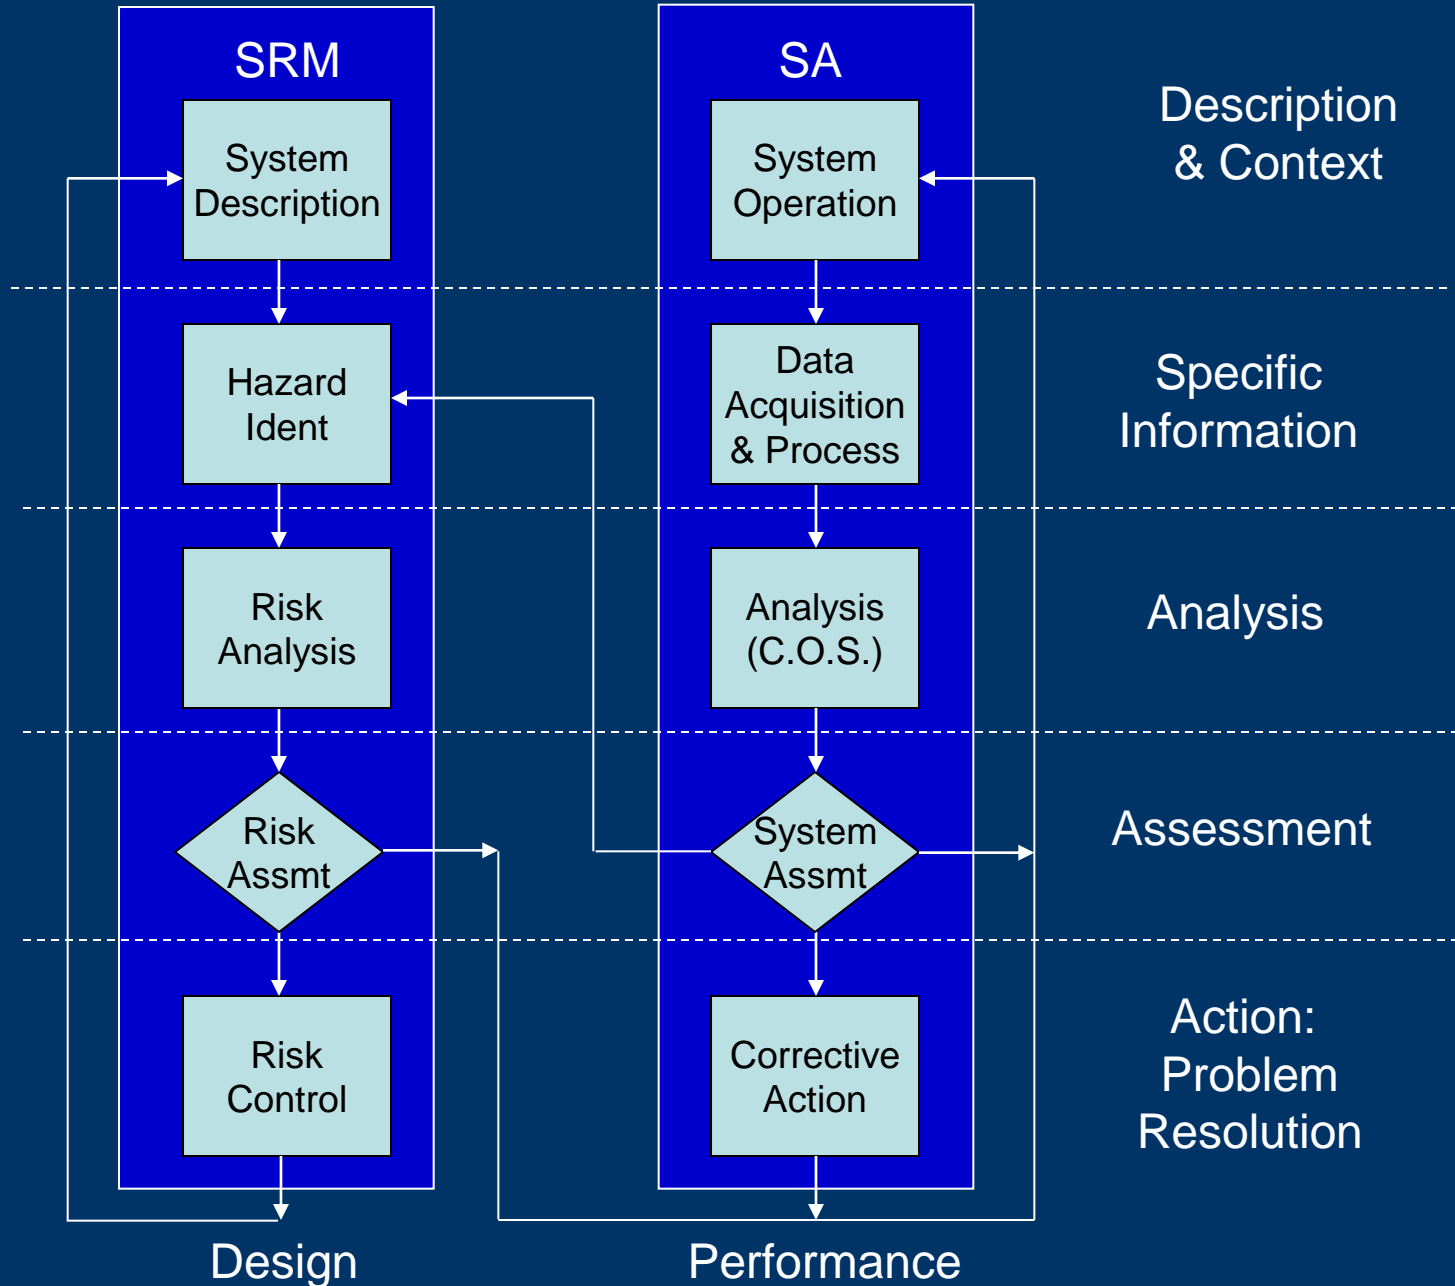 SRM
SA
Description
& Context
System
Description
System
Operation
Hazard
Ident
Data
Acquisition
& Process
Specific
Information
Risk
Analysis
Analysis
(C.O.S.)
Analysis
Risk
Assmt
System
Assmt
Assessment
Risk
Control
Corrective
Action
Action:
Problem
Resolution
Design
Performance